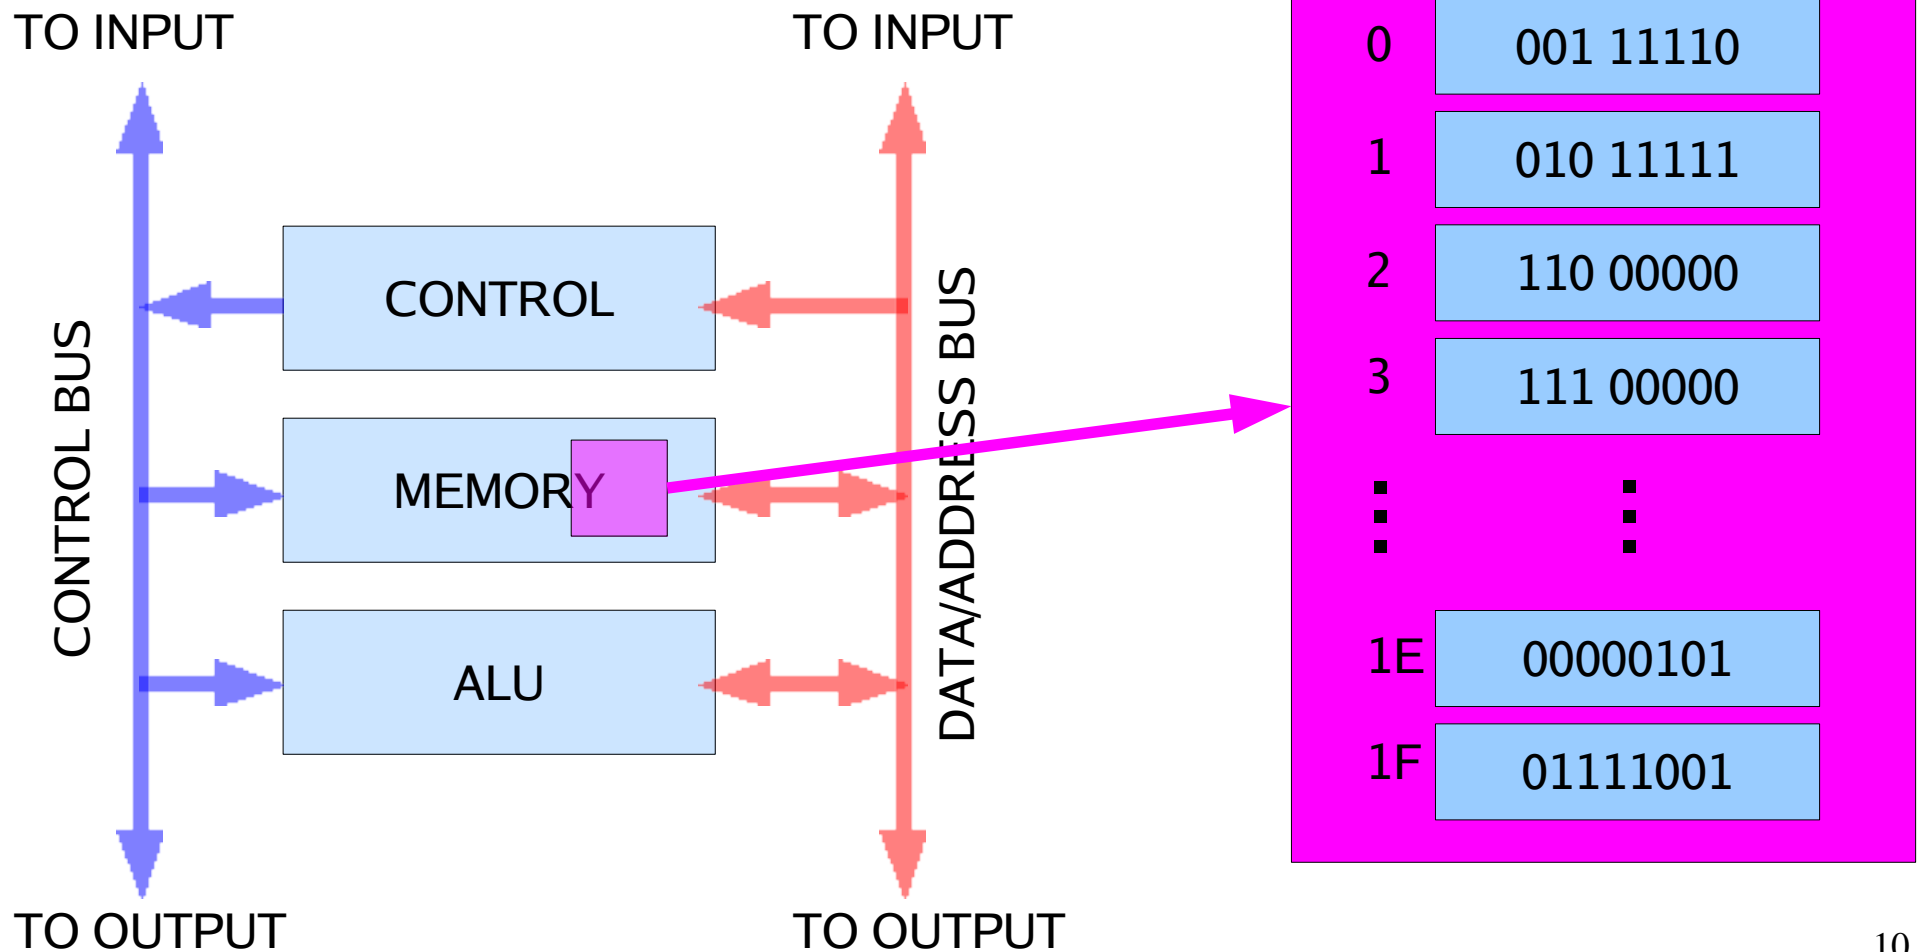 TO INPUT
TO INPUT
CONTROL BUS
CONTROL
MEMORY
ALU
DATA/ADDRESS BUS
TO OUTPUT
TO OUTPUT
0 001 11110
1 010 11111
2 110 00000
3 111 00000
1E 00000101
1F 01111001
10